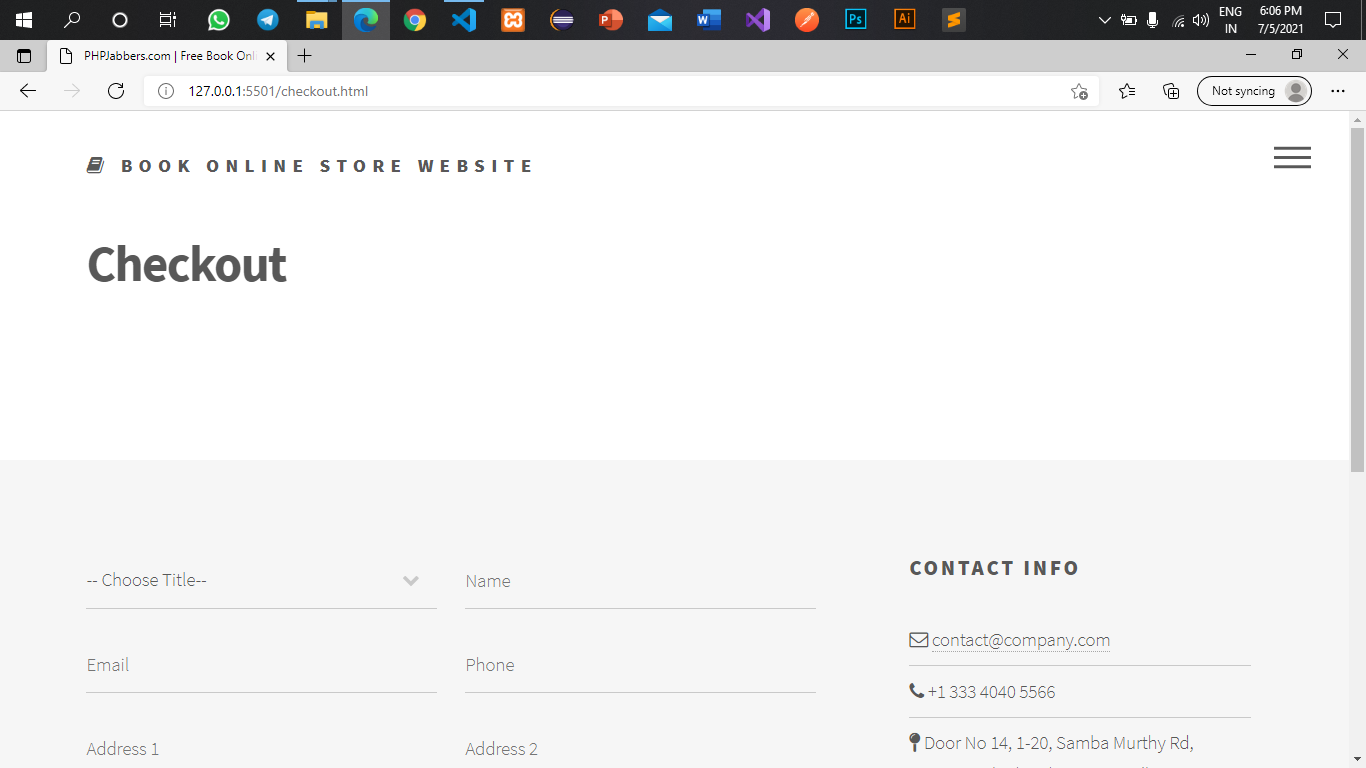 ENG
IN
6:06 PM
7/5/2021
PHPJabbers.com | Free Book Onli
127.0.0.1:5501/checkout.html
Not syncing
BOOK ONLINE STORE WEBSITE
Checkout
-- Choose Title--
Name
Email
Phone
Address 1
Address 2
CONTACT INFO
contact@company.com
+1 333 4040 5566
Door No 14, 1-20, Samba Murthy Rd,